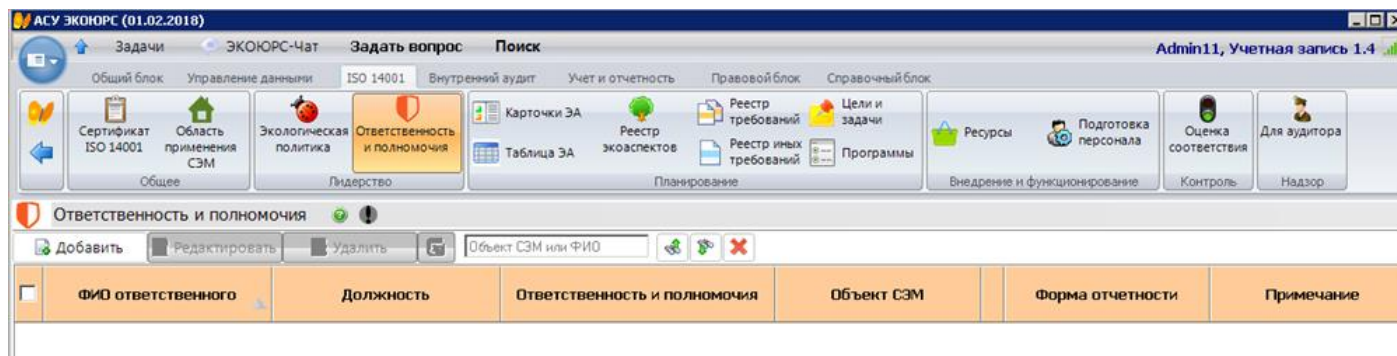 АСУ ЭКОЮРС (01.02.2018)
Задачи ЭКОЮРС-Чат Задать вопрос Поиск Admin11, Учетная запись 1.4
Общий блок Управление данными ISO 14001 Внутренний аудит Учет и отчетность Правовой блок Справочный блок
Сертификат ISO 14001
Область применения СЭМ
Общее
Экологическая политика
Ответственность и полномочия
Лидерство
Карточки ЭА
Таблица ЭА
Реестр экоаспектов
Реестр требований
Реестр иных требований
Цели и задачи
Программы
Планирование
Ресурсы
Подготовка персонала
Внедрение и функционирование
Оценка соответствия
Контроль
Для аудитора
Надзор
Ответственность и полномочия
Добавить Редактировать Удалить Объект СЭМ или ФИО
ФИО ответственного Должность Ответственность и полномочия Объект СЭМ Форма отчетности Примечание